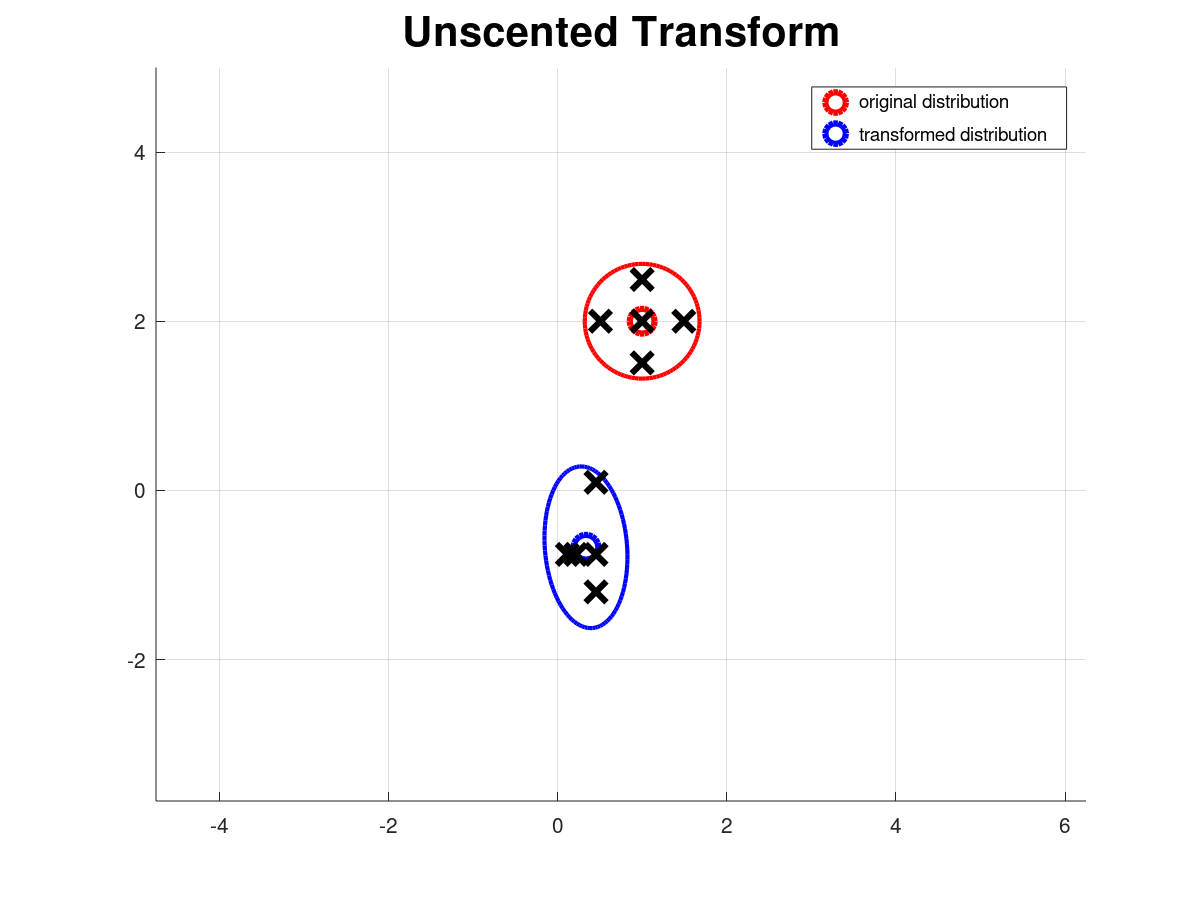 Unscented Transform
original distribution
transformed distribution
4
2
0
-2
-4 -2 0 2 4 6